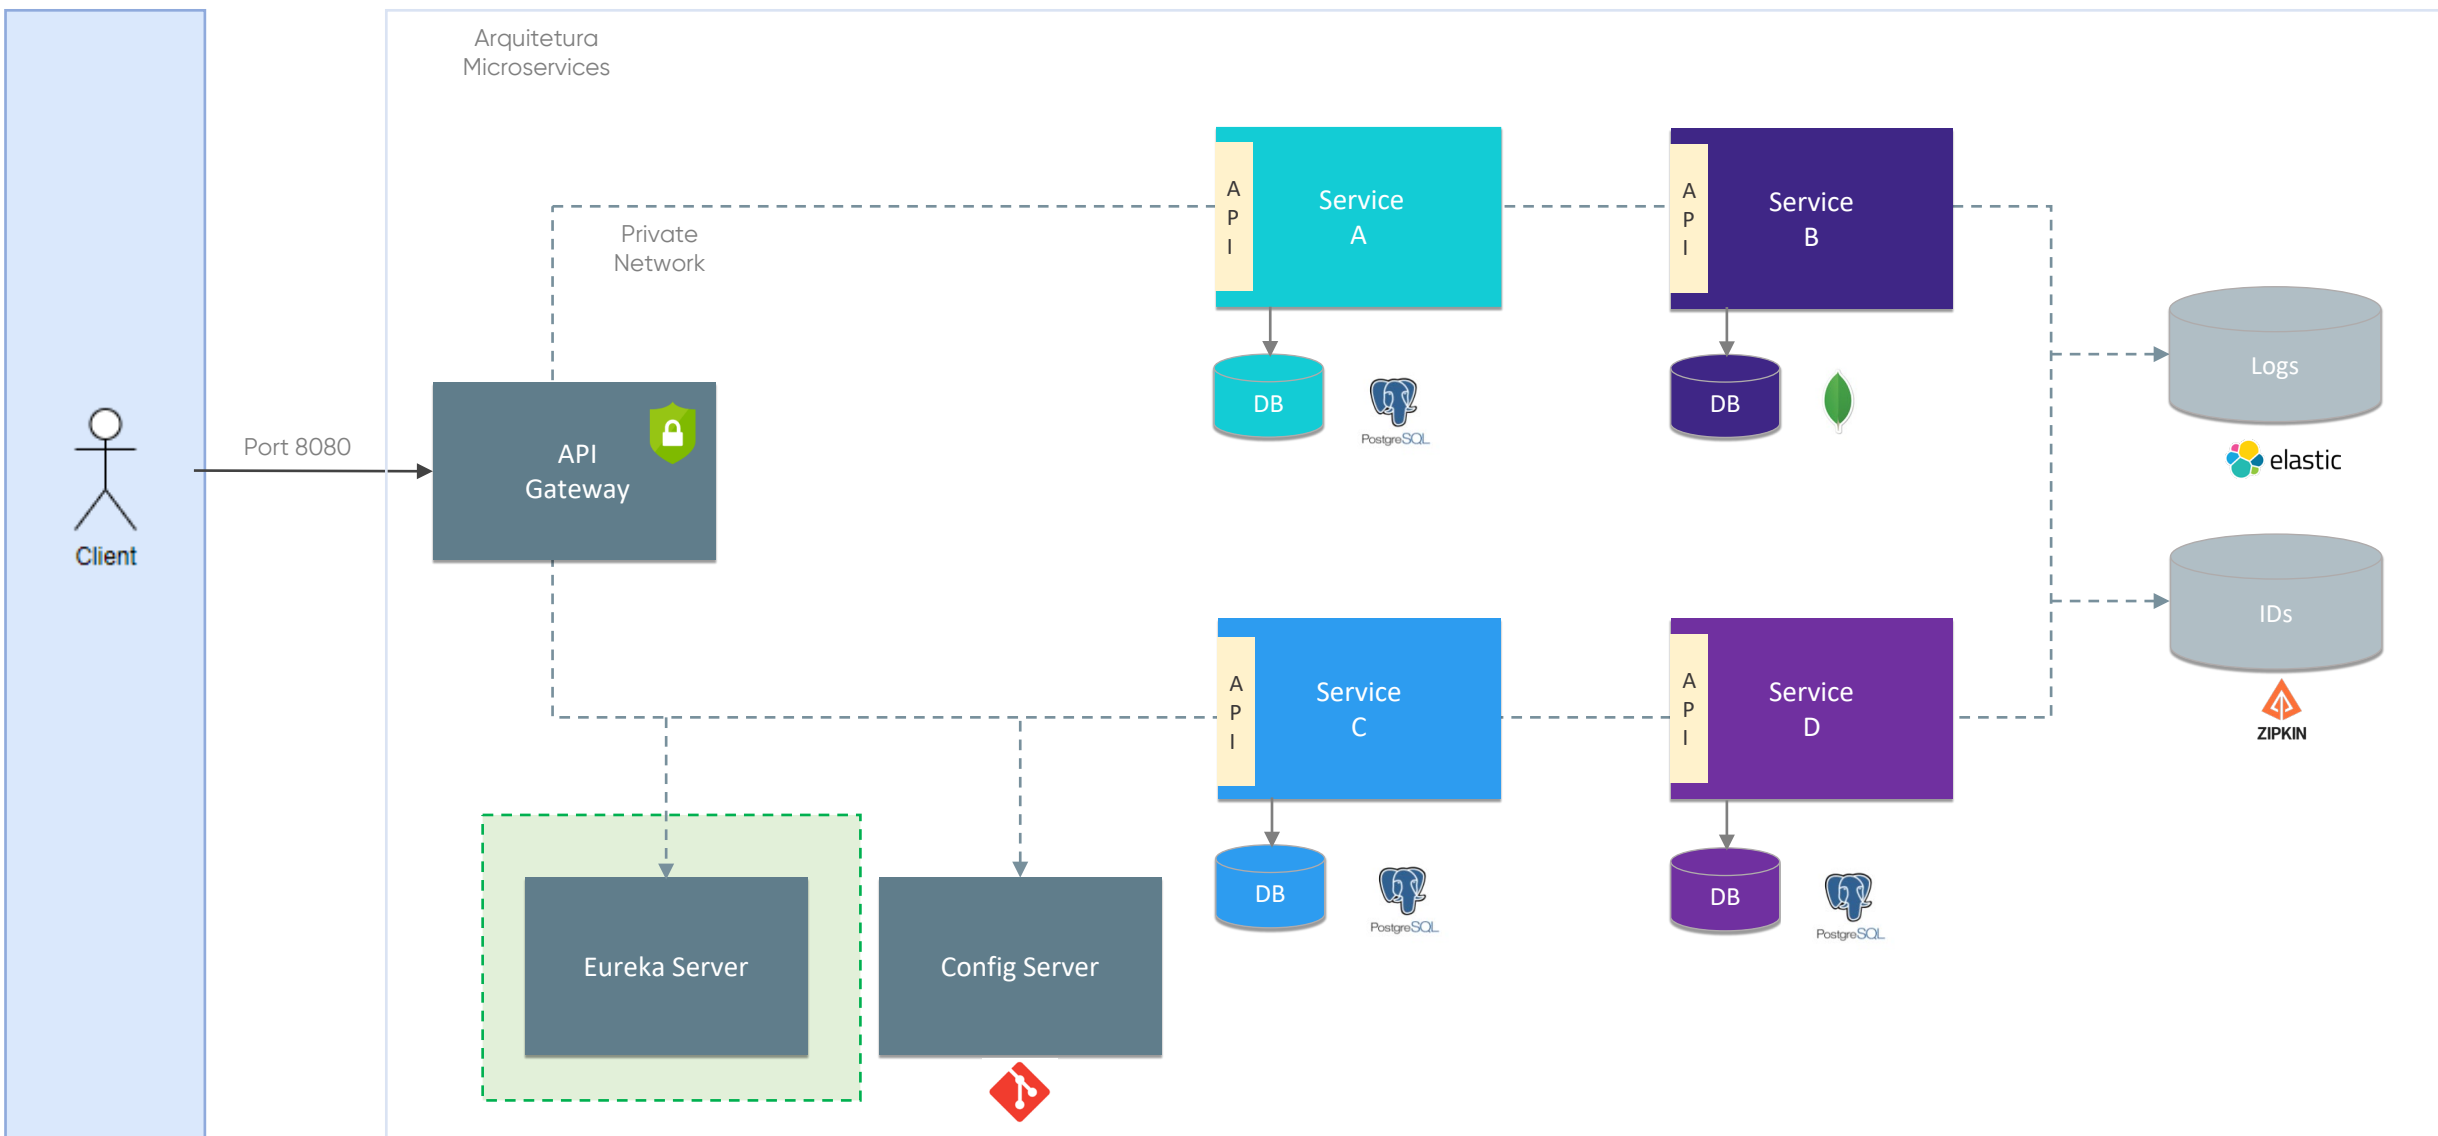 Arquitetura
Microservices
Client
Port 8080
API
Gateway
Private
Network
A
P
I
Service
A
DB
PostgreSQL
A
P
I
Service
B
DB
Logs
elastic
IDs
ZIPKIN
A
P
I
Service
C
DB
PostgreSQL
A
P
I
Service
D
DB
PostgreSQL
Eureka Server
Config Server